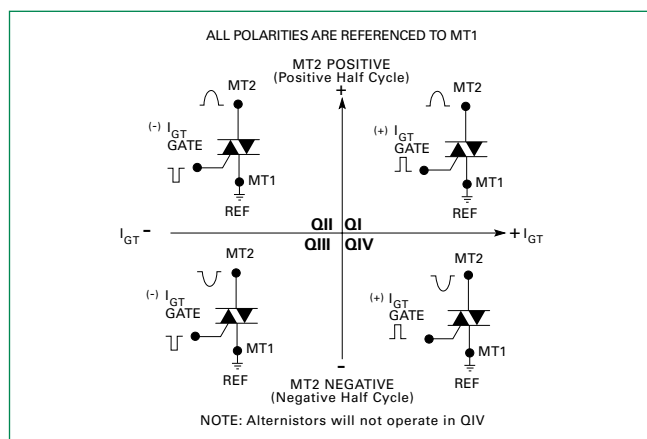 ALL POLARITIES ARE REFERENCED TO MT1
MT2 POSITIVE
(Positive Half Cycle)
+
MT2
(-) IGT
GATE
MT1
REF
MT2
(+) IGT
GATE
MT1
REF
QII QI
IGT -
+ IGT
QIII QIV
MT2
(-) IGT
GATE
MT1
REF
MT2
(+) IGT
GATE
MT1
REF
-
MT2 NEGATIVE
(Negative Half Cycle)
NOTE: Alternistors will not operate in QIV